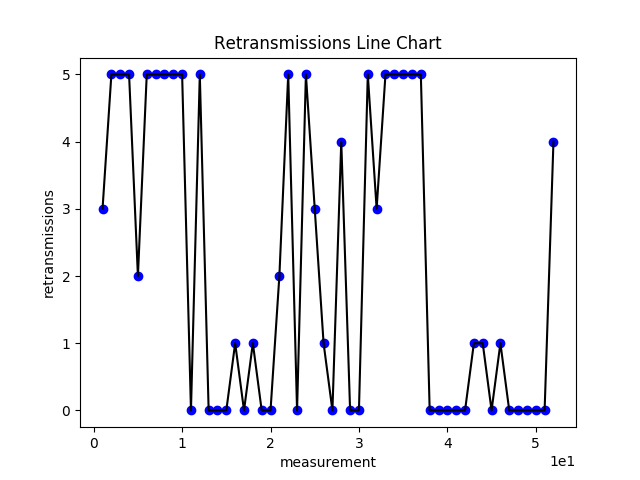 Retransmissions Line Chart
5
4
3
2
1
0
retransmissions
0 1 2 3 4 5
1e1
measurement